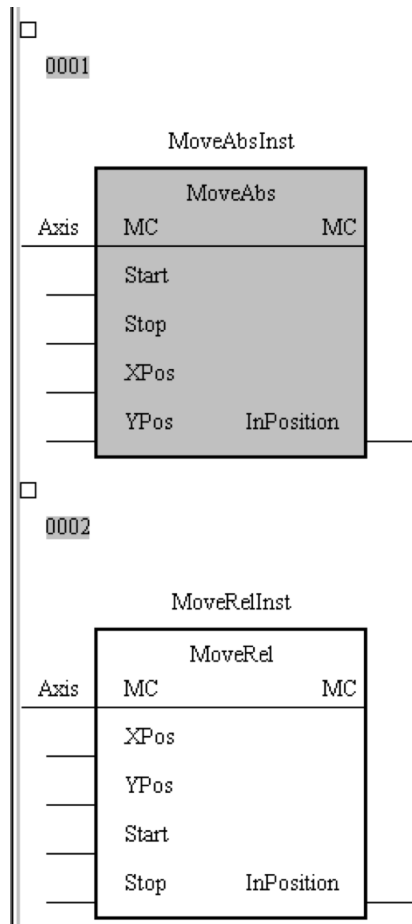 0001
MoveAbsInst
MoveAbs
Axis MC MC
Start
Stop
XPos
YPos InPosition
0002
MoveRelInst
MoveRel
Axis MC MC
XPos
YPos
Start
Stop InPosition